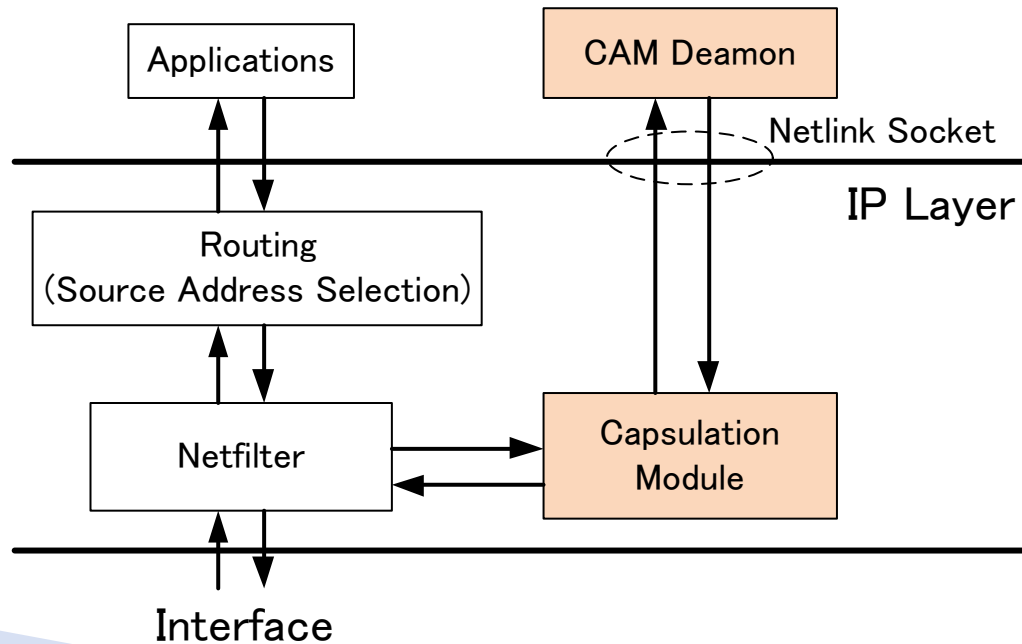 Applications
CAM Deamon
Netlink Socket
IP Layer
Routing
(Source Address Selection)
Netfilter
Capsulation
Module
Interface